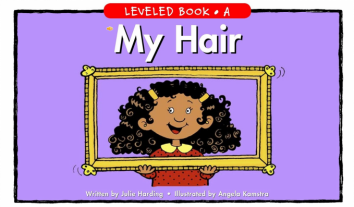 LEVELED BOOK • A
My Hair
Written by Julie Harding • Illustrated by Angela Kamstra